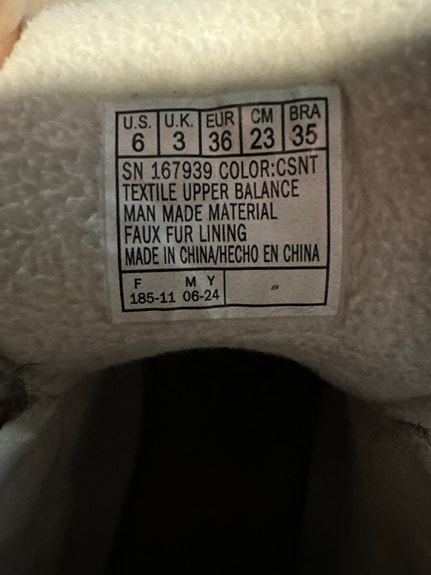 U.S. U.K. EUR CM BRA
6 3 36 23 35
SN 167939 COLOR:CSNT
TEXTILE UPPER BALANCE
MAN MADE MATERIAL
FAUX FUR LINING
MADE IN CHINA/HECHO EN CHINA
F M Y
185-11 06-24